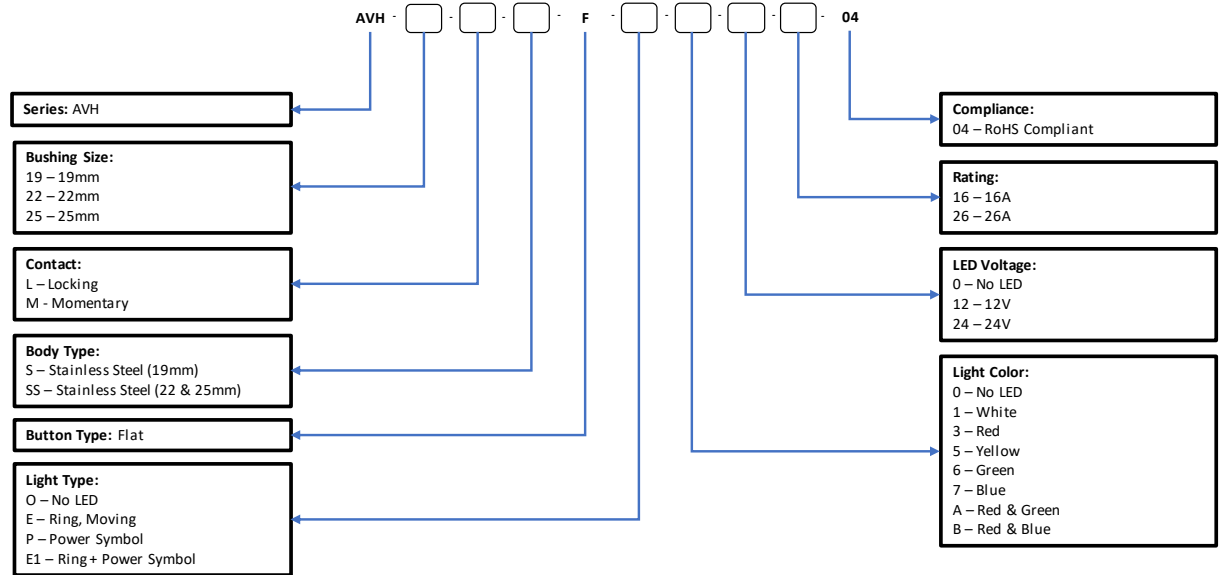 AVH - - - - F - - - - - 04
Series: AVH
Bushing Size:
19 – 19mm
22 – 22mm
25 – 25mm
Contact:
L – Locking
M - Momentary
Body Type:
S – Stainless Steel (19mm)
SS – Stainless Steel (22 & 25mm)
Button Type: Flat
Light Type:
O – No LED
E – Ring, Moving
P – Power Symbol
E1 – Ring + Power Symbol
Compliance:
04 – RoHS Compliant
Rating:
16 – 16A
26 – 26A
LED Voltage:
0 – No LED
12 – 12V
24 – 24V
Light Color:
0 – No LED
1 – White
3 – Red
5 – Yellow
6 – Green
7 – Blue
A – Red & Green
B – Red & Blue